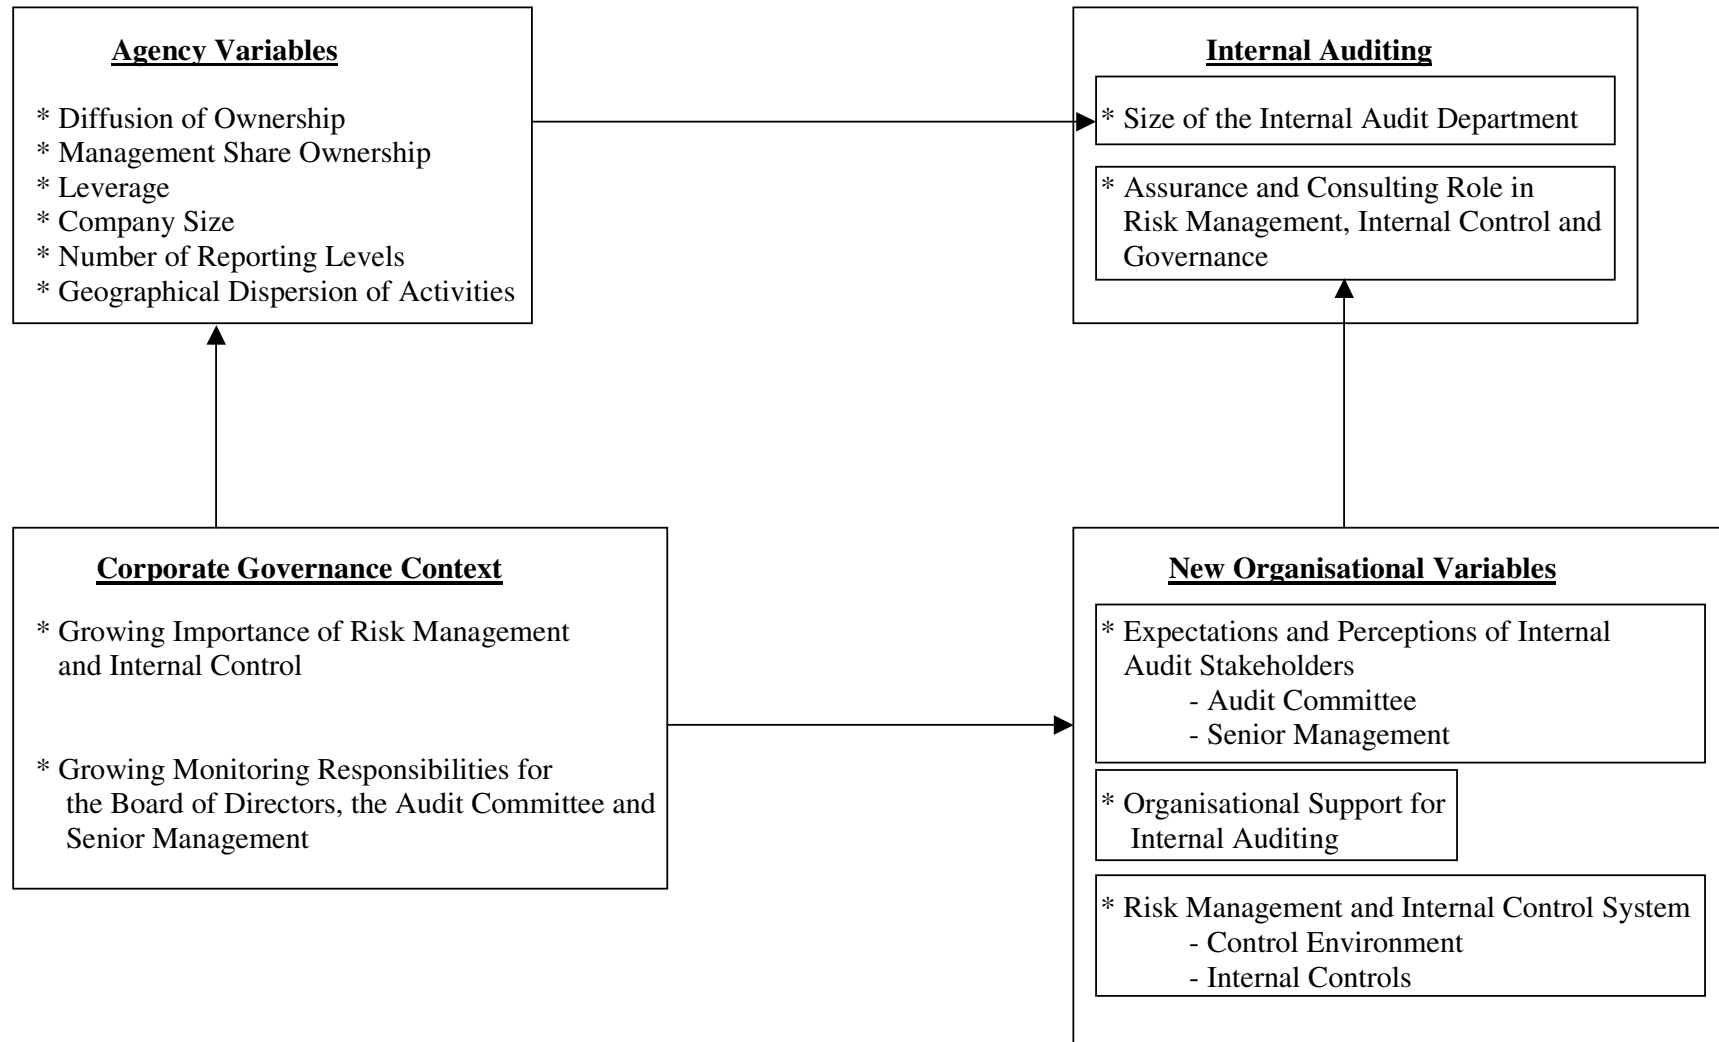 Agency Variables
* Diffusion of Ownership
* Management Share Ownership
* Leverage
* Company Size
* Number of Reporting Levels
* Geographical Dispersion of Activities
Internal Auditing
* Size of the Internal Audit Department
* Assurance and Consulting Role in
Risk Management, Internal Control and
Governance
Corporate Governance Context
* Growing Importance of Risk Management
and Internal Control
* Growing Monitoring Responsibilities for
the Board of Directors, the Audit Committee and
Senior Management
New Organisational Variables
* Expectations and Perceptions of Internal
Audit Stakeholders
- Audit Committee
- Senior Management
* Organisational Support for
Internal Auditing
* Risk Management and Internal Control System
- Control Environment
- Internal Controls